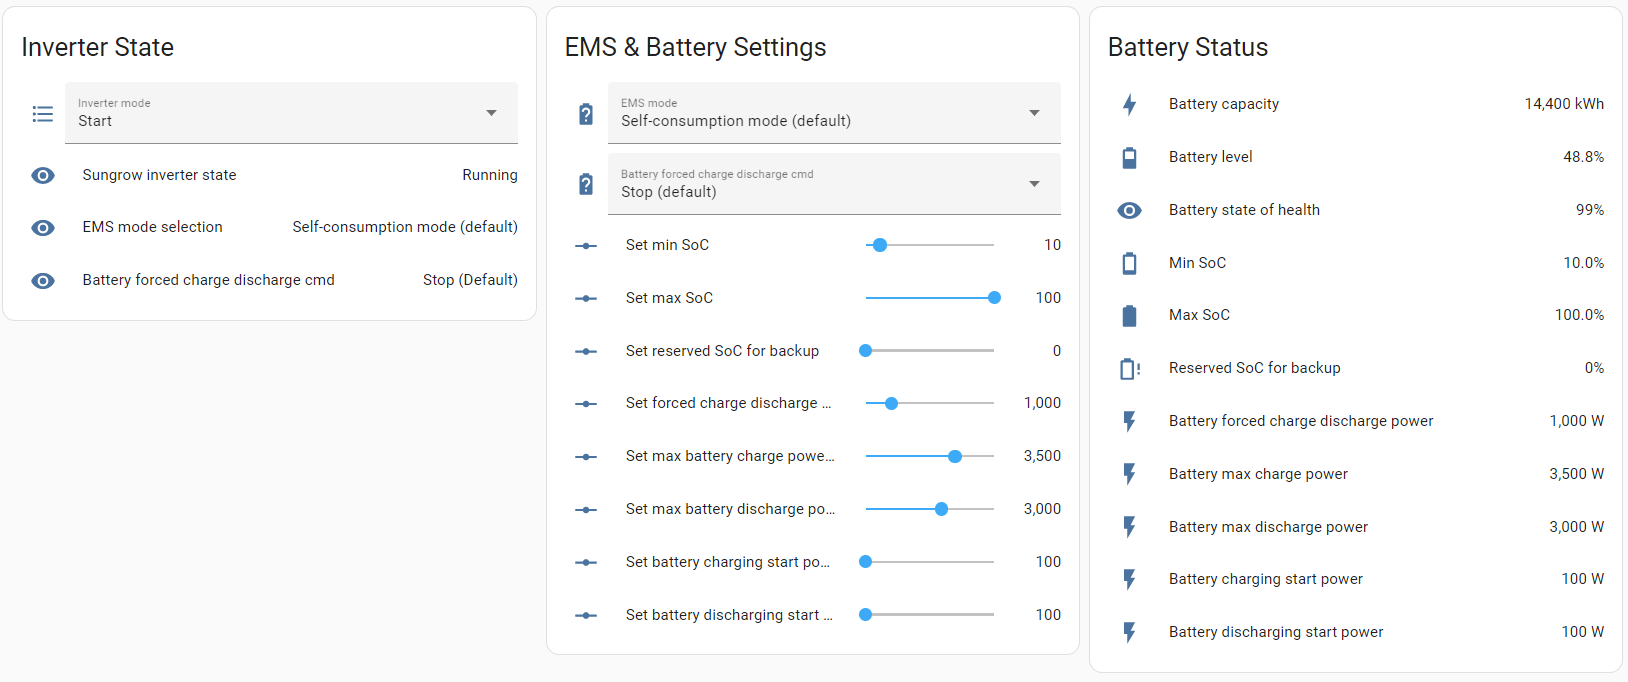 Inverter State
Inverter mode
Start
Sungrow inverter state Running
EMS mode selection Self-consumption mode (default)
Battery forced charge discharge cmd Stop (Default)
EMS & Battery Settings
EMS mode
Self-consumption mode (default)
Battery forced charge discharge cmd
Stop (default)
Set min SoC 10
Set max SoC 100
Set reserved SoC for backup 0
Set forced charge discharge ... 1,000
Set max battery charge powe... 3,500
Set max battery discharge po... 3,000
Set battery charging start po... 100
Set battery discharging start ... 100
Battery Status
Battery capacity 14,400 kWh
Battery level 48.8%
Battery state of health 99%
Min SoC 10.0%
Max SoC 100.0%
Reserved SoC for backup 0%
Battery forced charge discharge power 1,000 W
Battery max charge power 3,500 W
Battery max discharge power 3,000 W
Battery charging start power 100 W
Battery discharging start power 100 W